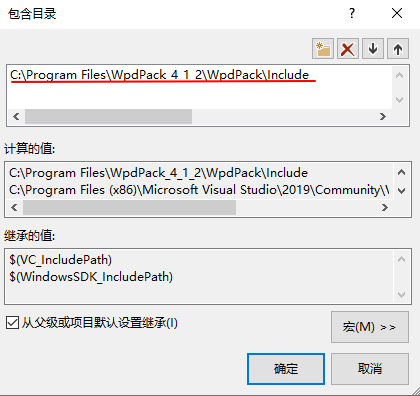 包含目录
? ×
C:\Program Files\WpdPack_4_1_2\WpdPack\Include
计算的值:
C:\Program Files\WpdPack_4_1_2\WpdPack\Include
C:\Program Files (x86)\Microsoft Visual Studio\2019\Community\V
继承的值:
$(VC_IncludePath)
$(WindowsSDK_IncludePath)
从父级或项目默认设置继承(I)
宏(M) >>
确定
取消